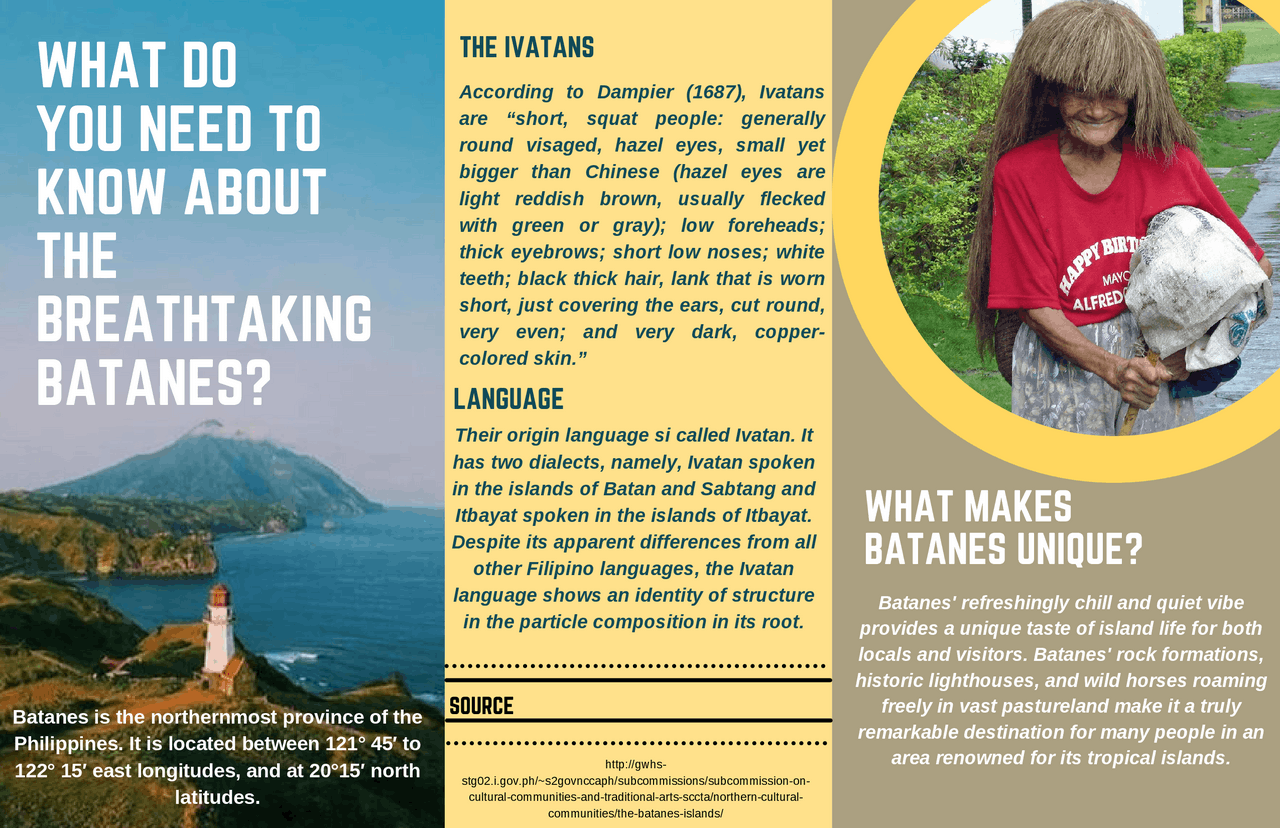 WHAT DO
YOU NEED TO
KNOW ABOUT
THE
BREATHTAKING
BATANES?
Batanes is the northernmost province of the
Philippines. It is located between 121° 45′ to
122° 15′ east longitudes, and at 20°15′ north
latitudes.
THE IVATANS
According to Dampier (1687), Ivatans
are “short, squat people: generally
round visaged, hazel eyes, small yet
bigger than Chinese (hazel eyes are
light reddish brown, usually flecked
with green or gray); low foreheads;
thick eyebrows; short low noses; white
teeth; black thick hair, lank that is worn
short, just covering the ears, cut round,
very even; and very dark, copper-
colored skin.”
LANGUAGE
Their origin language si called Ivatan. It
has two dialects, namely, Ivatan spoken
in the islands of Batan and Sabtang and
Itbayat spoken in the islands of Itbayat.
Despite its apparent differences from all
other Filipino languages, the Ivatan
language shows an identity of structure
in the particle composition in its root.
SOURCE
http://gwhs-
stg02.i.gov.ph/~s2govnccaph/subcommissions/subcommission-on-
cultural-communities-and-traditional-arts-sccta/northern-cultural-
communities/the-batanes-islands/
HAPPY
ALFRED
WHAT MAKES
BATANES UNIQUE?
Batanes' refreshingly chill and quiet vibe
provides a unique taste of island life for both
locals and visitors. Batanes' rock formations,
historic lighthouses, and wild horses roaming
freely in vast pastureland make it a truly
remarkable destination for many people in an
area renowned for its tropical islands.